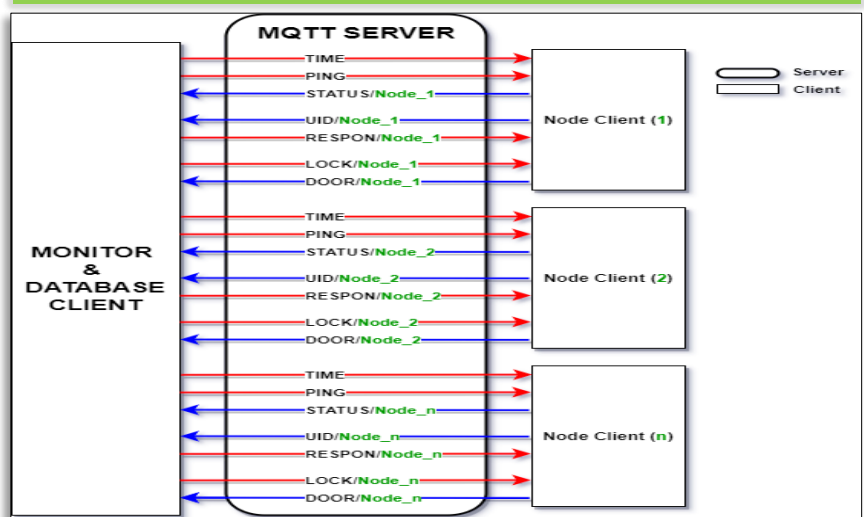 MQTT SERVER
TIME
PING
STATUS/Node_1
UID/Node_1
RESPON/Node_1
LOCK/Node_1
DOOR/Node_1
Node Client (1)
Server
Client
TIME
PING
STATUS/Node_2
UID/Node_2
RESPON/Node_2
LOCK/Node_2
DOOR/Node_2
Node Client (2)
MONITOR
&
DATABASE
CLIENT
TIME
PING
STATUS/Node_n
UID/Node_n
RESPON/Node_n
LOCK/Node_n
DOOR/Node_n
Node Client (n)